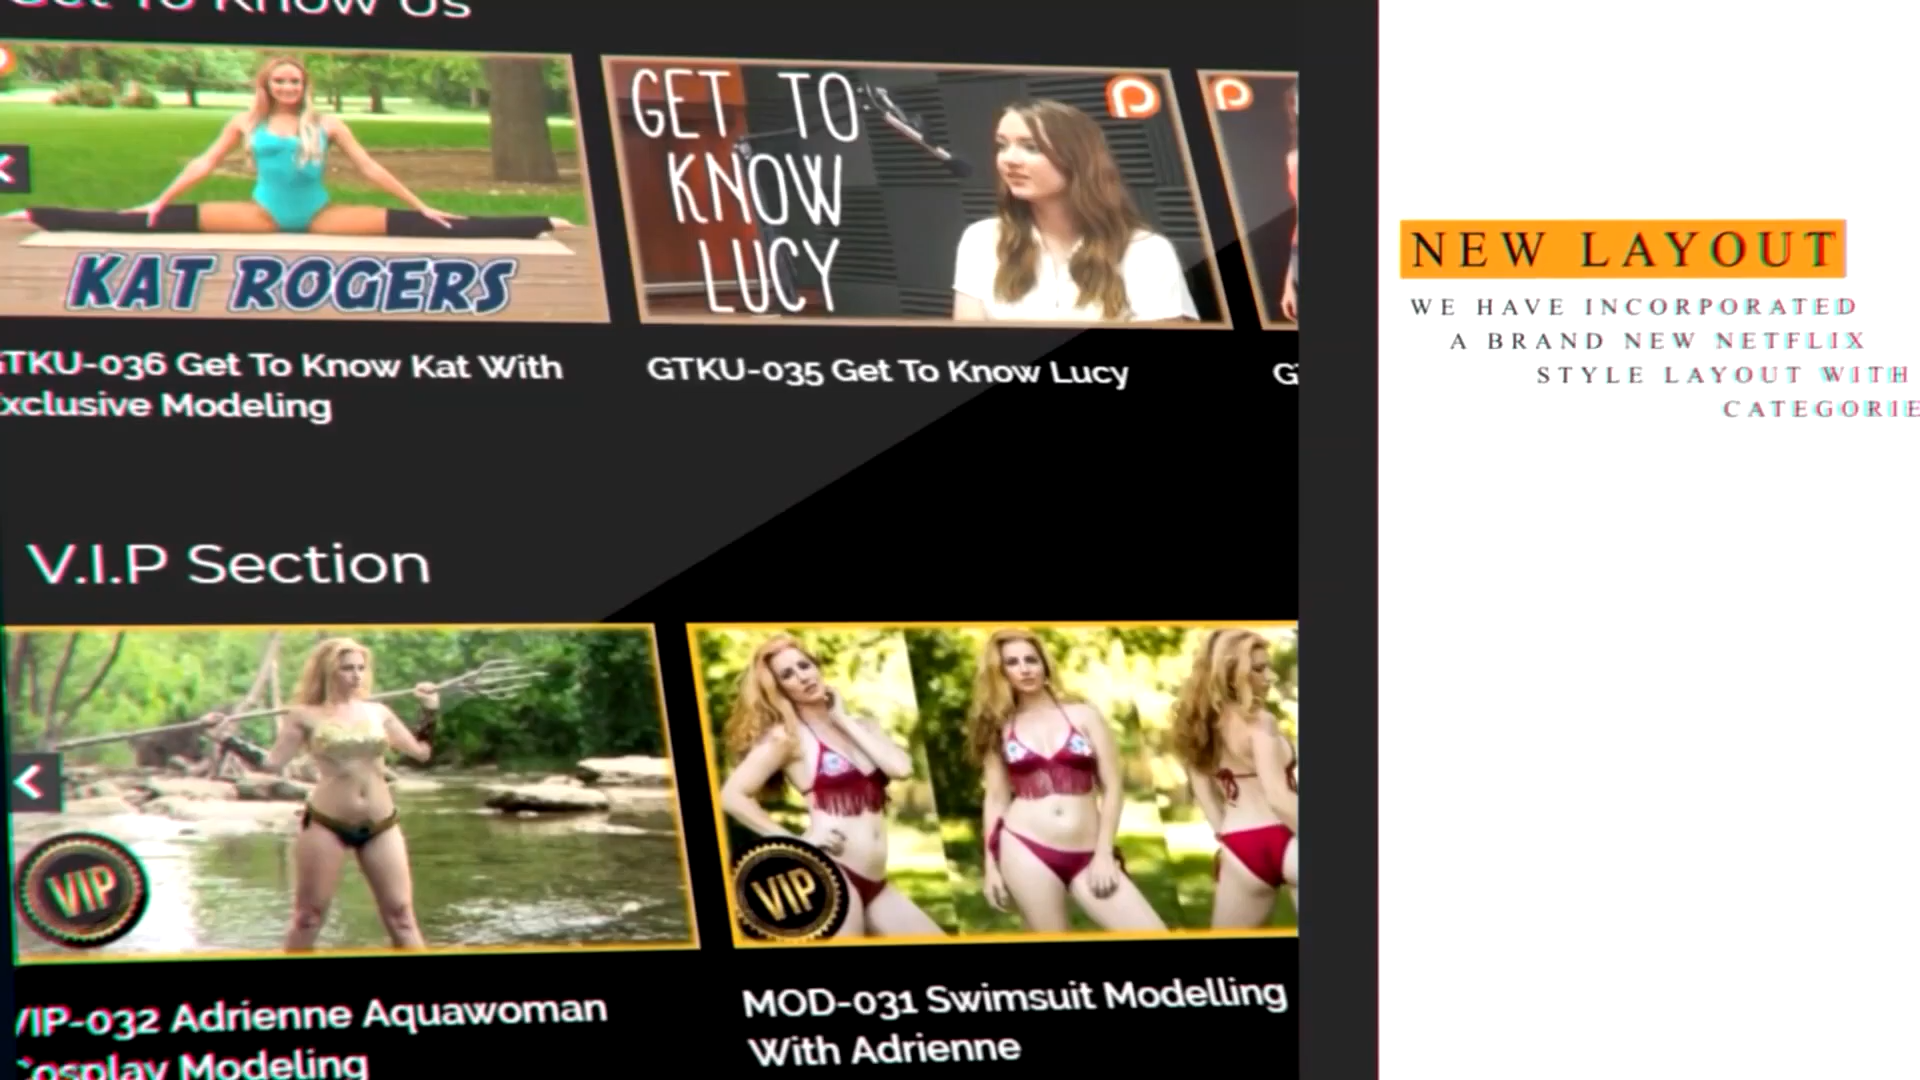 Get To Know Us
KAT ROGERS
GET TO
KNOW
LUCY
TKU-036 Get To Know Kat With
xclusive Modeling
GTKU-035 Get To Know Lucy
G
V.I.P Section
VIP
VIP
VIP-032 Adrienne Aquawoman
Cosplay Modeling
MOD-031 Swimsuit Modelling
With Adrienne
NEW LAYOUT
WE HAVE INCORPORATED
A BRAND NEW NETFLIX
STYLE LAYOUT WITH
CATEGORIE